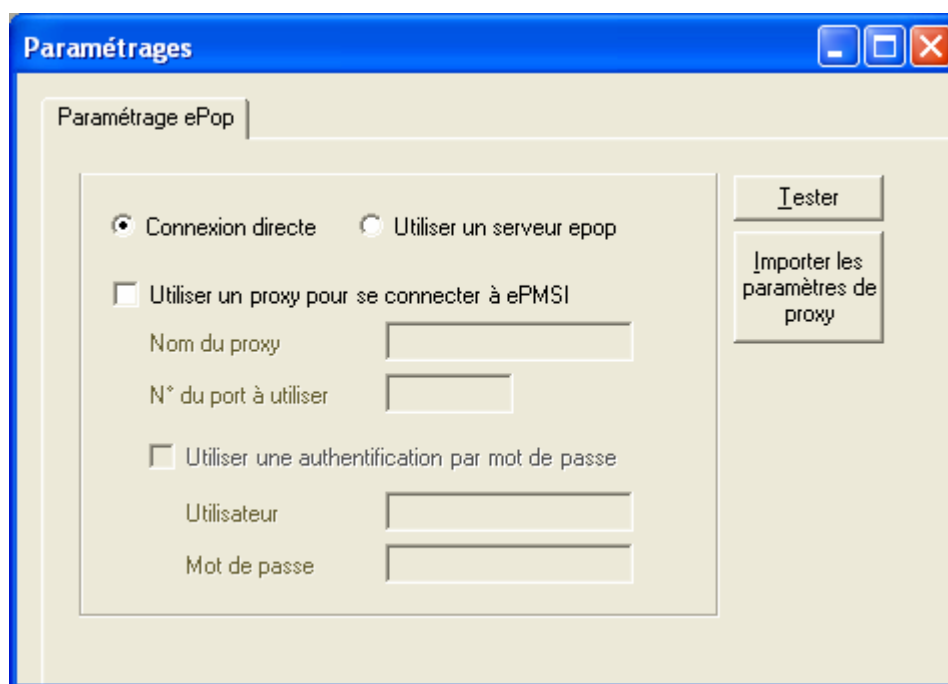 Paramétrages
Paramétrage ePop
Connexion directe
Utiliser un serveur epop
Tester
Utiliser un proxy pour se connecter à ePMSI
Importer les
paramètres de
proxy
Nom du proxy
N° du port à utiliser
Utiliser une authentification par mot de passe
Utilisateur
Mot de passe